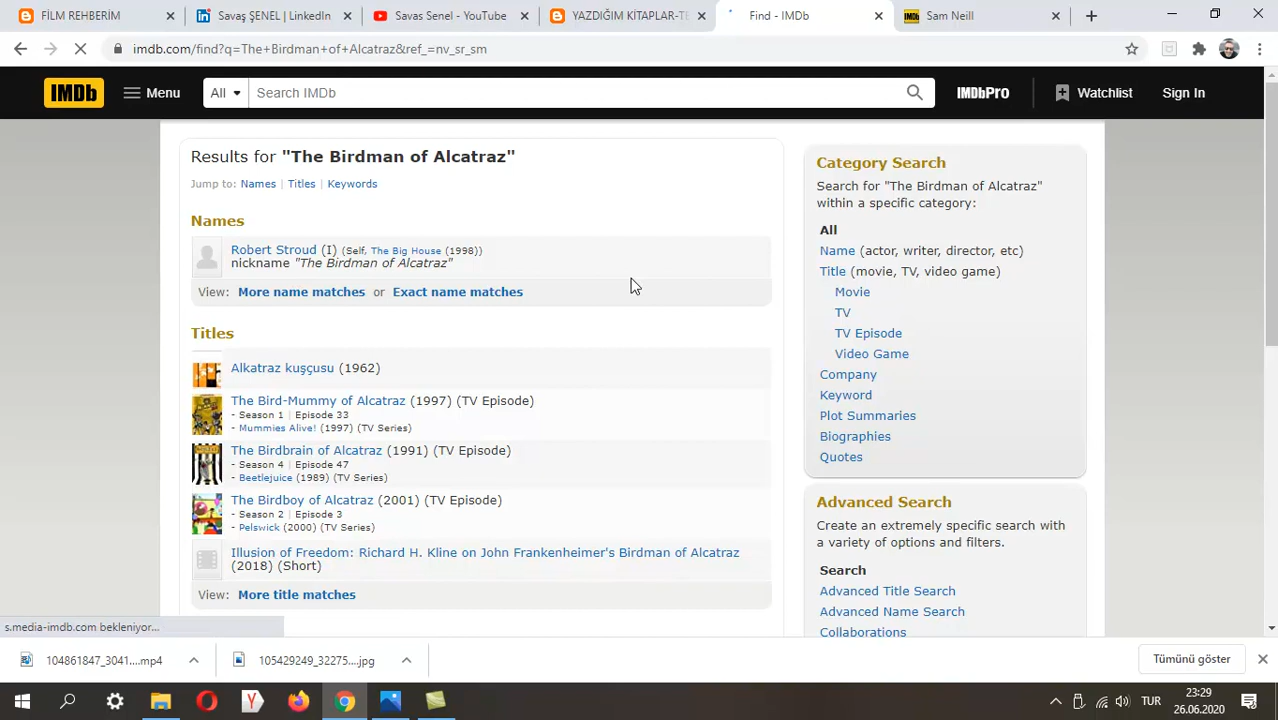 FİLM REHBERİM
Savaş ŞENEL | LinkedIn
Savas Senel - YouTube
YAZDIĞIM KİTAPLAR-TE
Find - IMDb
Sam Neill
imdb.com/find?q=The+Birdman+of+Alcatraz&ref_=nv_sr_sm
IMDb
Menu
All
Search IMDb
IMDbPro
Watchlist
Sign In
Results for "The Birdman of Alcatraz"
Jump to: Names | Titles | Keywords
Names
Robert Stroud (I) (Self, The Big House (1998))
nickname "The Birdman of Alcatraz"
View: More name matches or Exact name matches
Titles
Alkatraz kuşçusu (1962)
The Bird-Mummy of Alcatraz (1997) (TV Episode)
- Season 1 | Episode 33
- Mummies Alive! (1997) (TV Series)
The Birdbrain of Alcatraz (1991) (TV Episode)
- Season 4 | Episode 47
- Beetlejuice (1989) (TV Series)
The Birdboy of Alcatraz (2001) (TV Episode)
- Season 2 | Episode 3
- Pelswick (2000) (TV Series)
Illusion of Freedom: Richard H. Kline on John Frankenheimer's Birdman of Alcatraz
(2018) (Short)
View: More title matches
Category Search
Search for "The Birdman of Alcatraz"
within a specific category:
All
Name (actor, writer, director, etc)
Title (movie, TV, video game)
Movie
TV
TV Episode
Video Game
Company
Keyword
Plot Summaries
Biographies
Quotes
Advanced Search
Create an extremely specific search with
a variety of options and filters.
Search
Advanced Title Search
Advanced Name Search
Collaborations
s.media-imdb.com bekleniyor...
104861847_3041....mp4
105429249_32275....jpg
Tümünü göster
TUR
23:29
26.06.2020